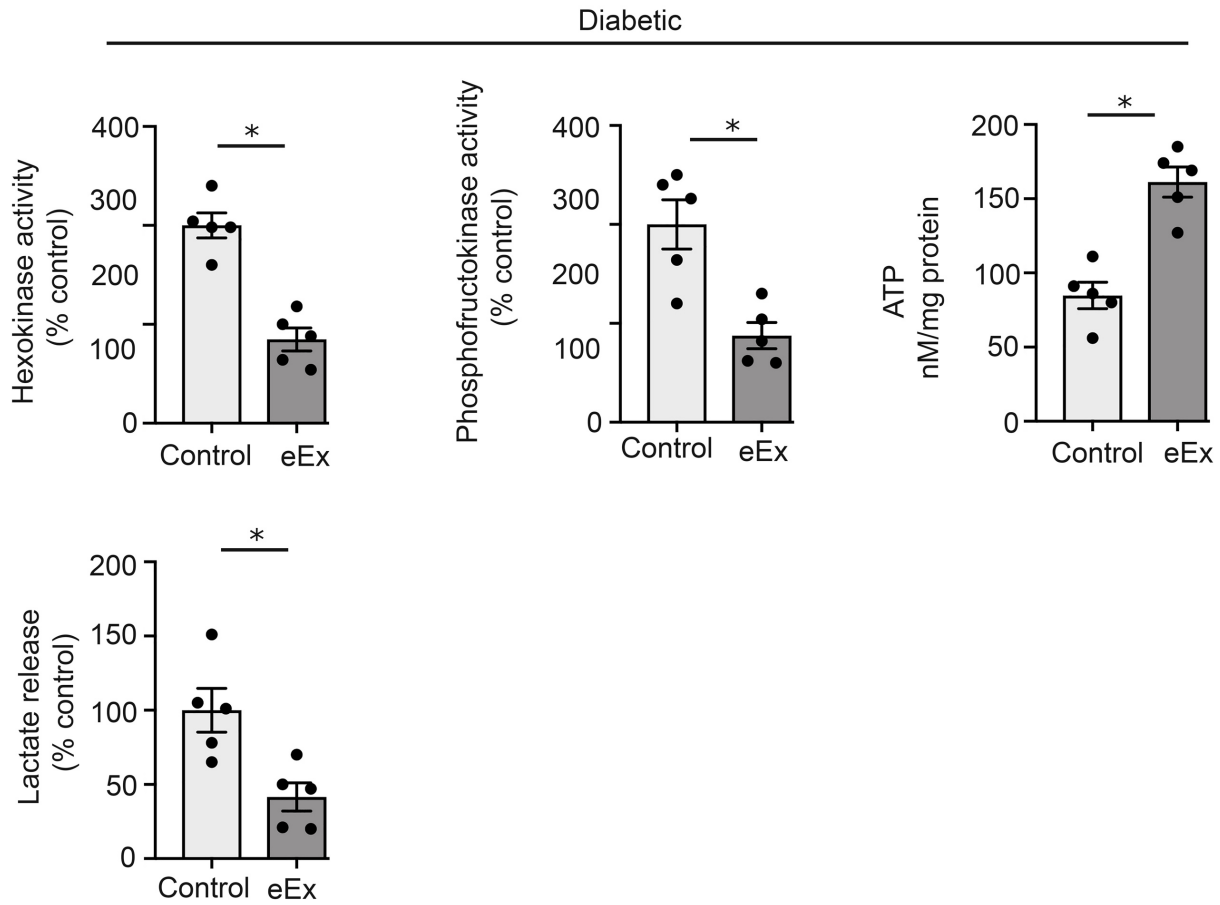 Diabetic
Hexokinase activity
(% control)
400
300
200
100
0
*
Control
eEx
Phosphofructokinase activity
(% control)
400
300
200
100
0
*
Control
eEx
ATP
nM/mg protein
200
150
100
50
0
*
Control
eEx
Lactate release
(% control)
200
150
100
50
0
*
Control
eEx